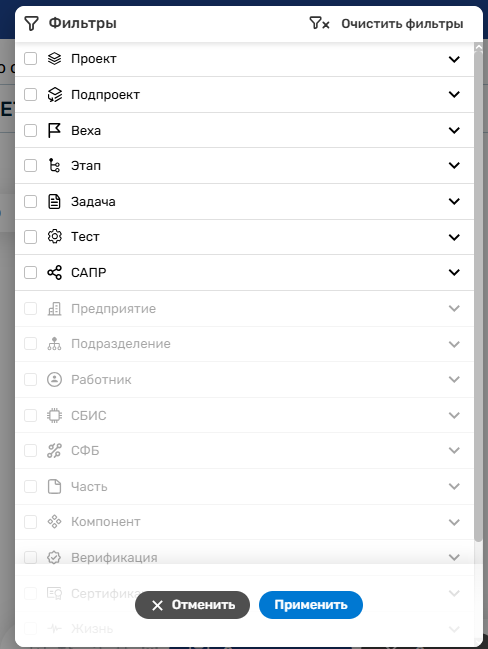 Фильтры
Очистить фильтры
Проект
Подпроект
Веха
Этап
Задача
Тест
САПР
Предприятие
Подразделение
Работник
СБИС
СФБ
Часть
Компонент
Верификация
Сертифика
Отменить
Применить
Жизнь